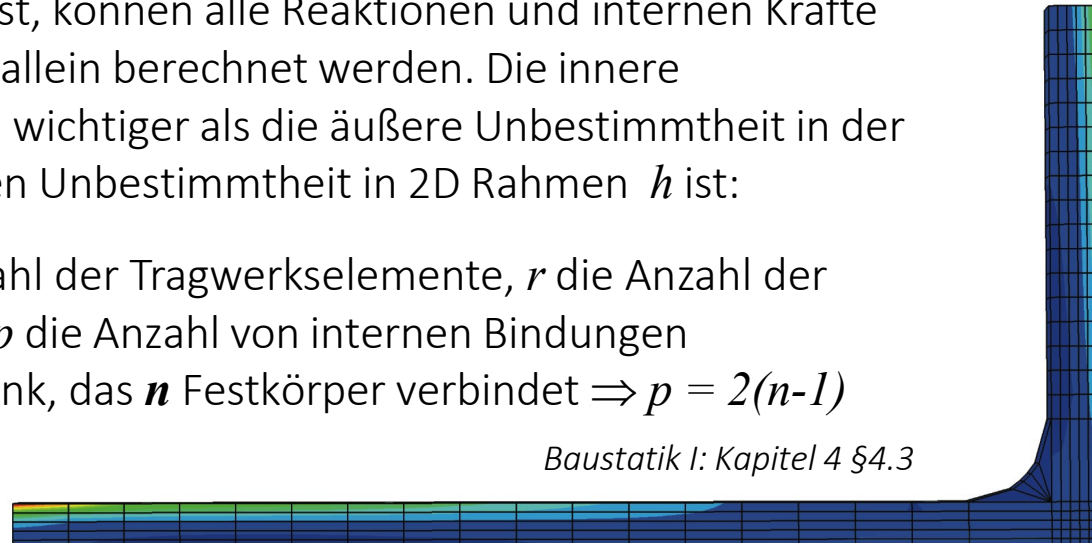 st, können alle Reaktionen und internen Kräfte
allein berechnet werden. Die innere
wichtiger als die äußere Unbestimmtheit in der
en Unbestimmtheit in 2D Rahmen h ist:
ahl der Tragwerkselemente, r die Anzahl der
p die Anzahl von internen Bindungen
nk, das n Festkörper verbindet ⇒ p = 2(n-1)
Baustatik I: Kapitel 4 §4.3